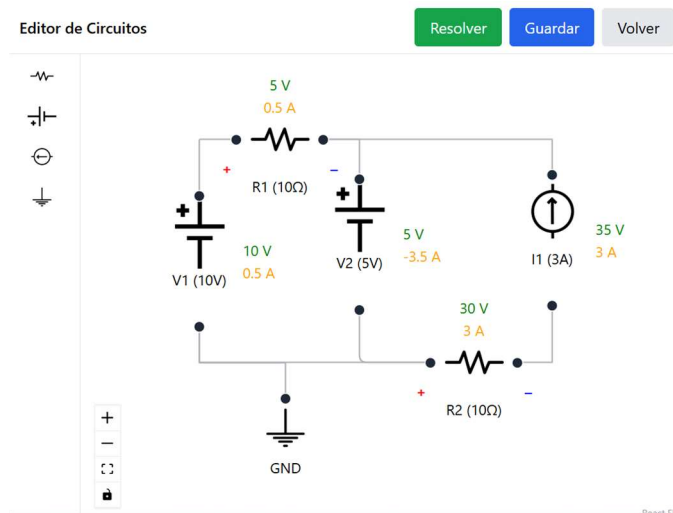 Editor de Circuitos
Resolver
Guardar
Volver
5 V
0.5 A
+
−
R1 (10Ω)
+
V1 (10V)
10 V
0.5 A
+
V2 (5V)
5 V
-3.5 A
I1 (3A)
35 V
3 A
30 V
3 A
+
−
R2 (10Ω)
GND